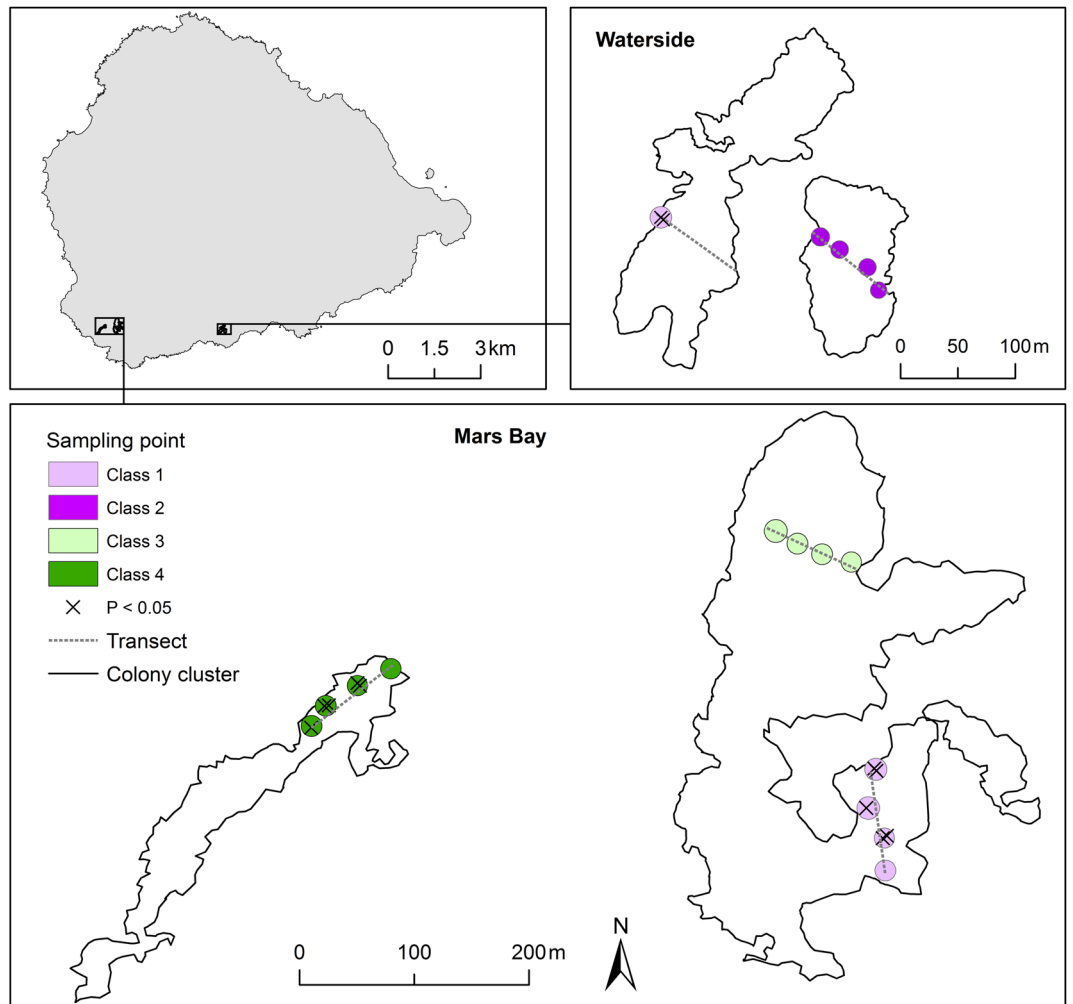 Waterside
0 1.5 3 km
0 50 100 m
Mars Bay
Sampling point
Class 1
Class 2
Class 3
Class 4
P < 0.05
Transect
Colony cluster
N
0 100 200 m